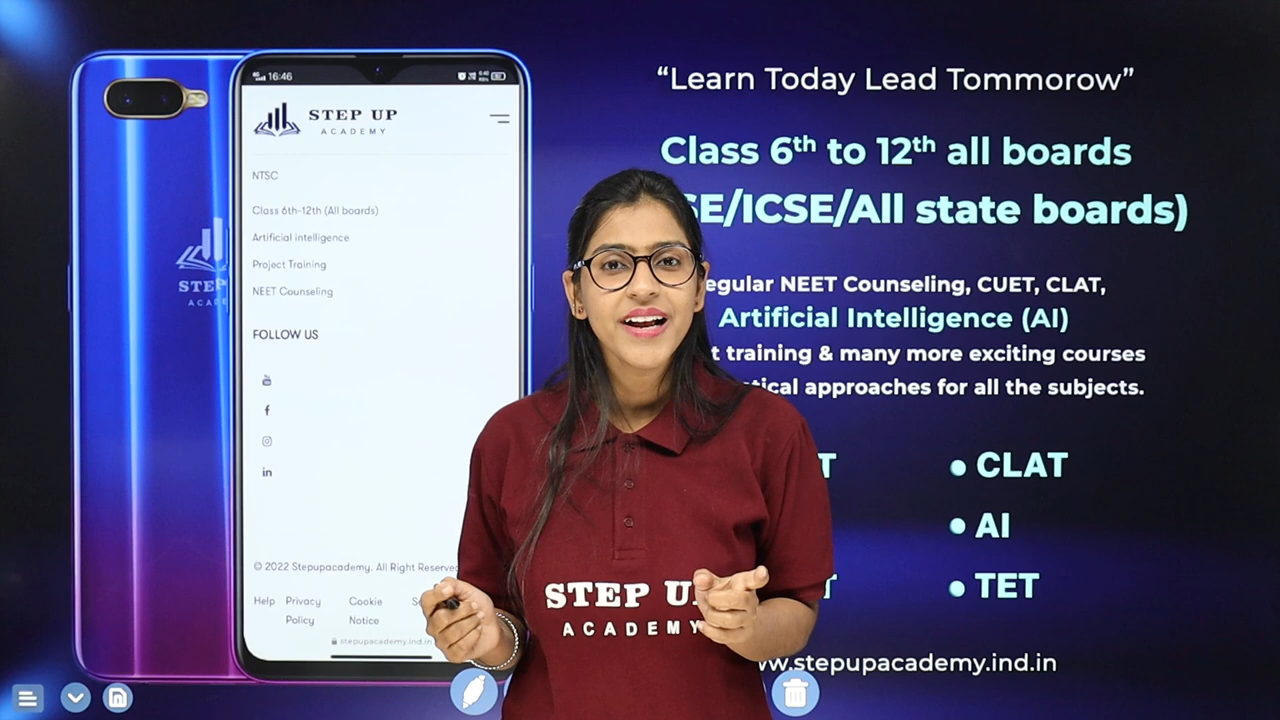 16:46
STEP UP
ACADEMY
NTSC
Class 6th-12th (All boards)
Artificial intelligence
Project Training
NEET Counseling
FOLLOW US
f
in
© 2022 Stepupacademy. All Right Reserved
Help Privacy Policy Cookie Notice
stepupacademy.ind.in
STEP
ACADE
“Learn Today Lead Tommorow”
Class 6th to 12th all boards
SE/ICSE/All state boards)
egular NEET Counseling, CUET, CLAT,
Artificial Intelligence (AI)
t training & many more exciting courses
tical approaches for all the subjects.
T • CLAT
• AI
T • TET
www.stepupacademy.ind.in
STEP U
ACADEMY